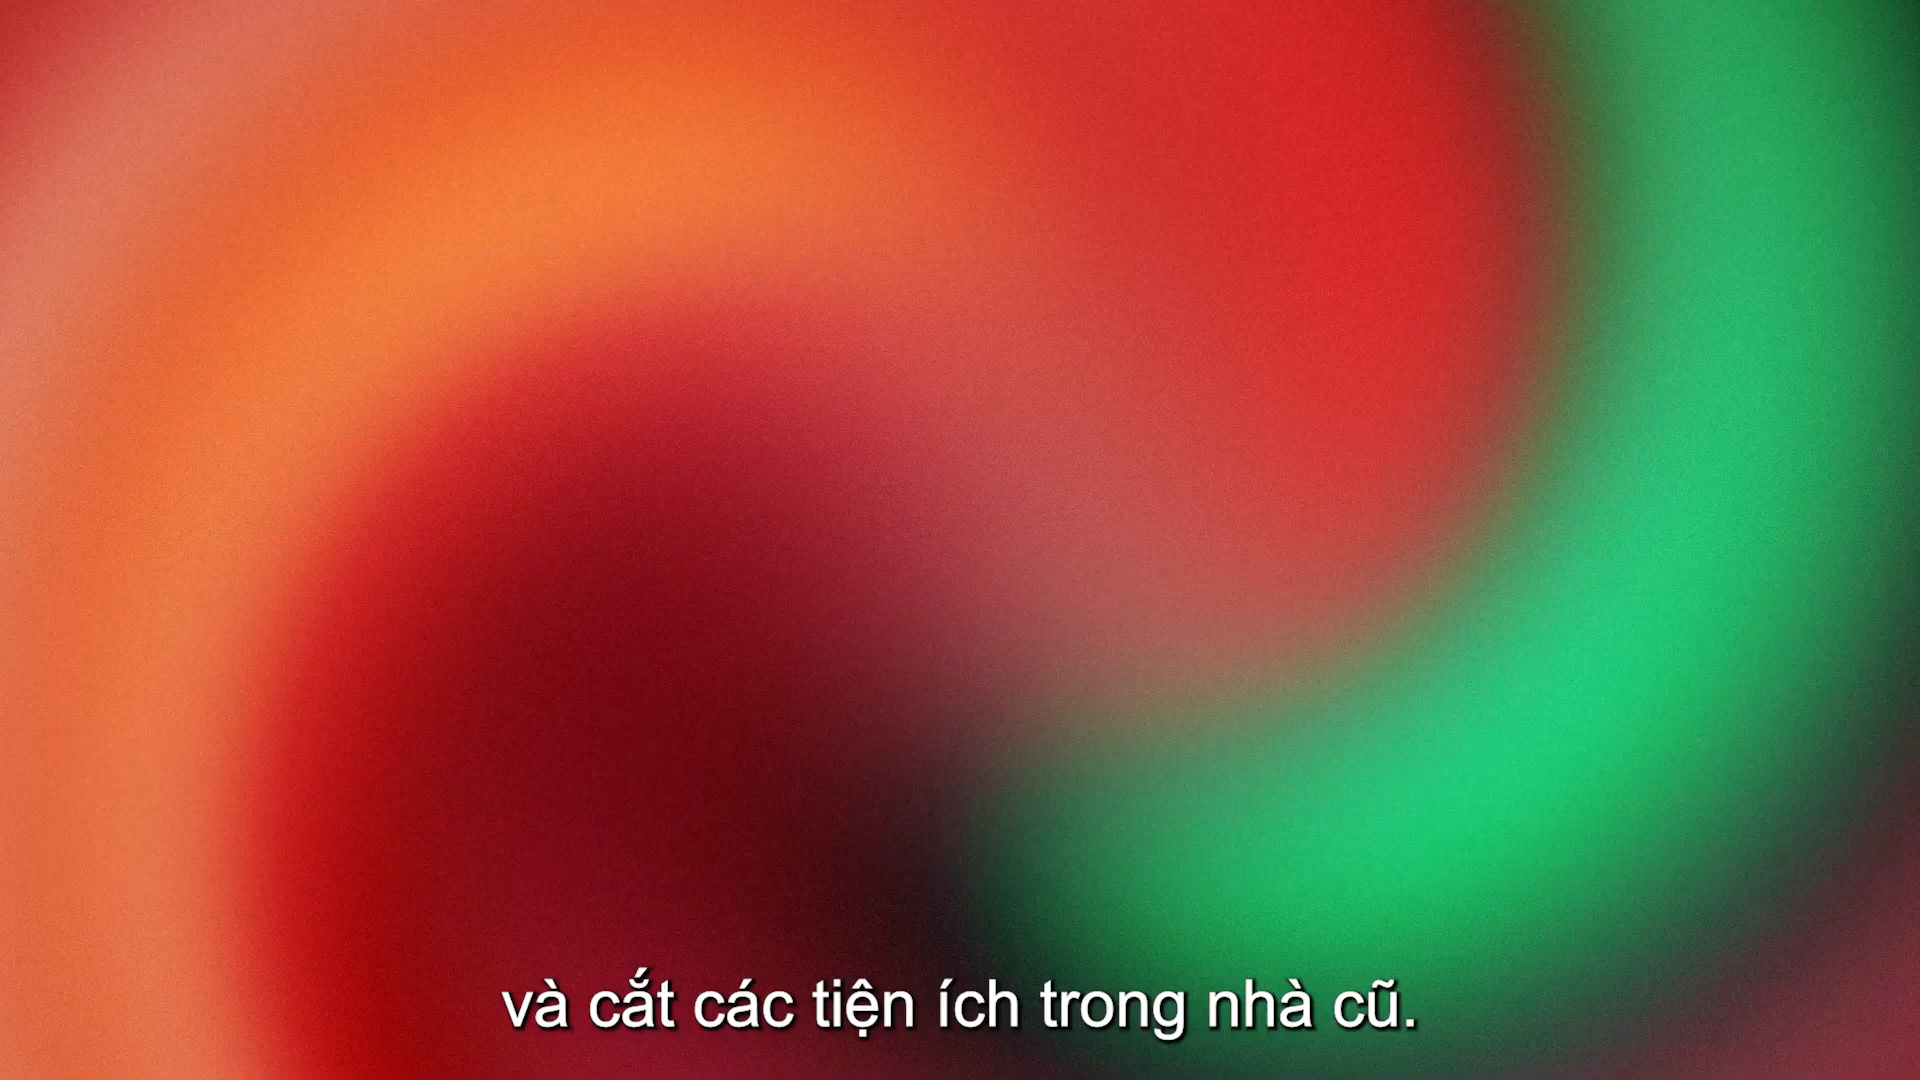 và cắt các tiện ích trong nhà cũ.